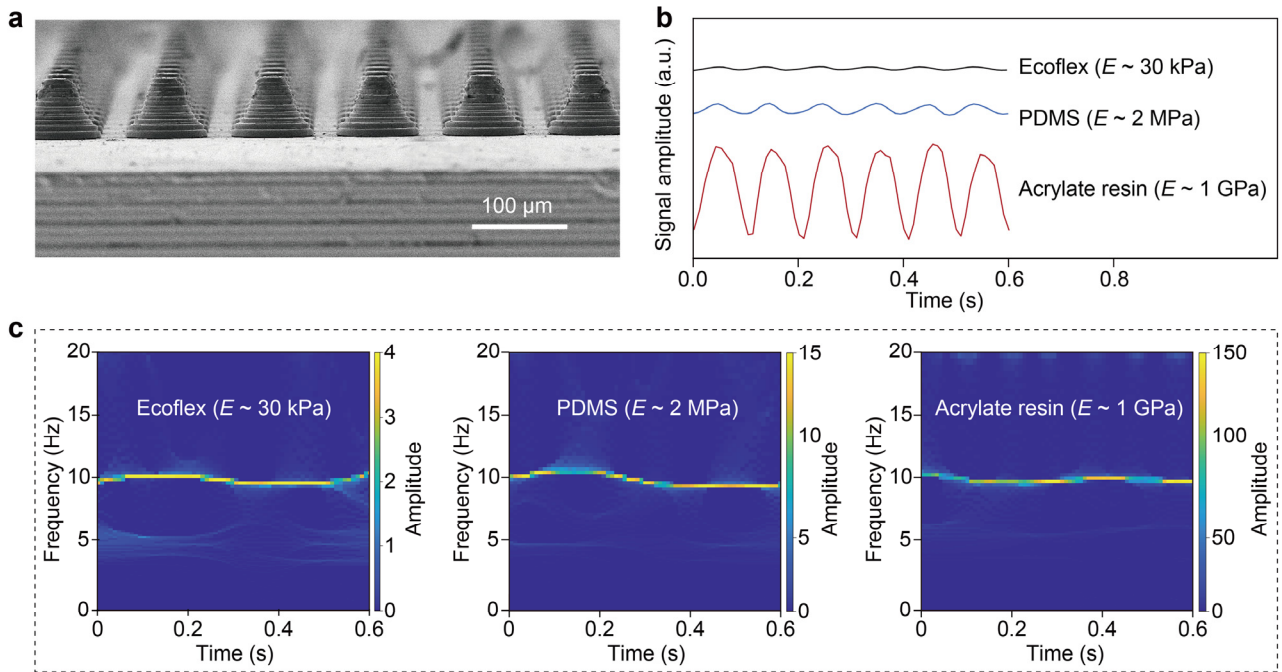 a
100 µm
b
Signal amplitude (a.u.)
Ecoflex (E ~ 30 kPa)
PDMS (E ~ 2 MPa)
Acrylate resin (E ~ 1 GPa)
0.0 0.2 0.4 0.6 0.8
Time (s)
c
Frequency (Hz)
20
15
10
5
0
Ecoflex (E ~ 30 kPa)
0 0.2 0.4 0.6
Time (s)
4
3
2
1
0
Amplitude
Frequency (Hz)
20
15
10
5
0
PDMS (E ~ 2 MPa)
0 0.2 0.4 0.6
Time (s)
15
10
5
0
Amplitude
Frequency (Hz)
20
15
10
5
0
Acrylate resin (E ~ 1 GPa)
0 0.2 0.4 0.6
Time (s)
150
100
50
0
Amplitude